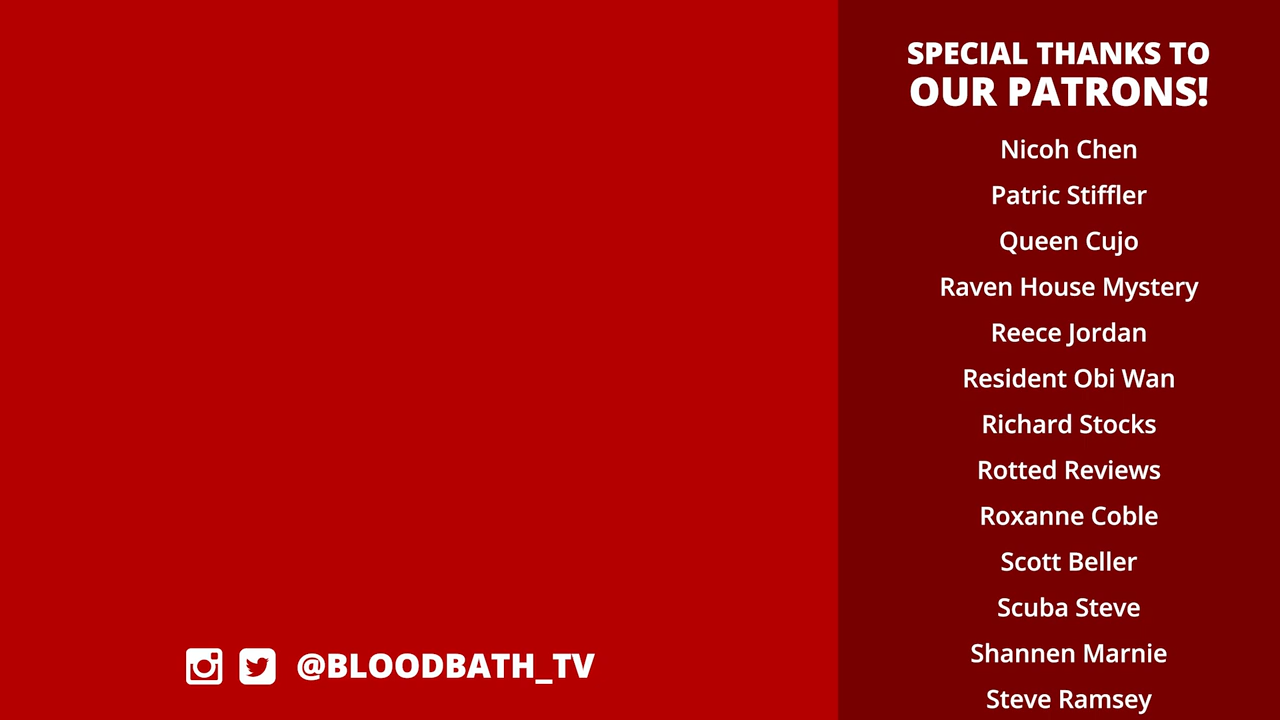 SPECIAL THANKS TO
OUR PATRONS!
Nicoh Chen
Patric Stiffler
Queen Cujo
Raven House Mystery
Reece Jordan
Resident Obi Wan
Richard Stocks
Rotted Reviews
Roxanne Coble
Scott Beller
Scuba Steve
Shannen Marnie
Steve Ramsey
@BLOODBATH_TV